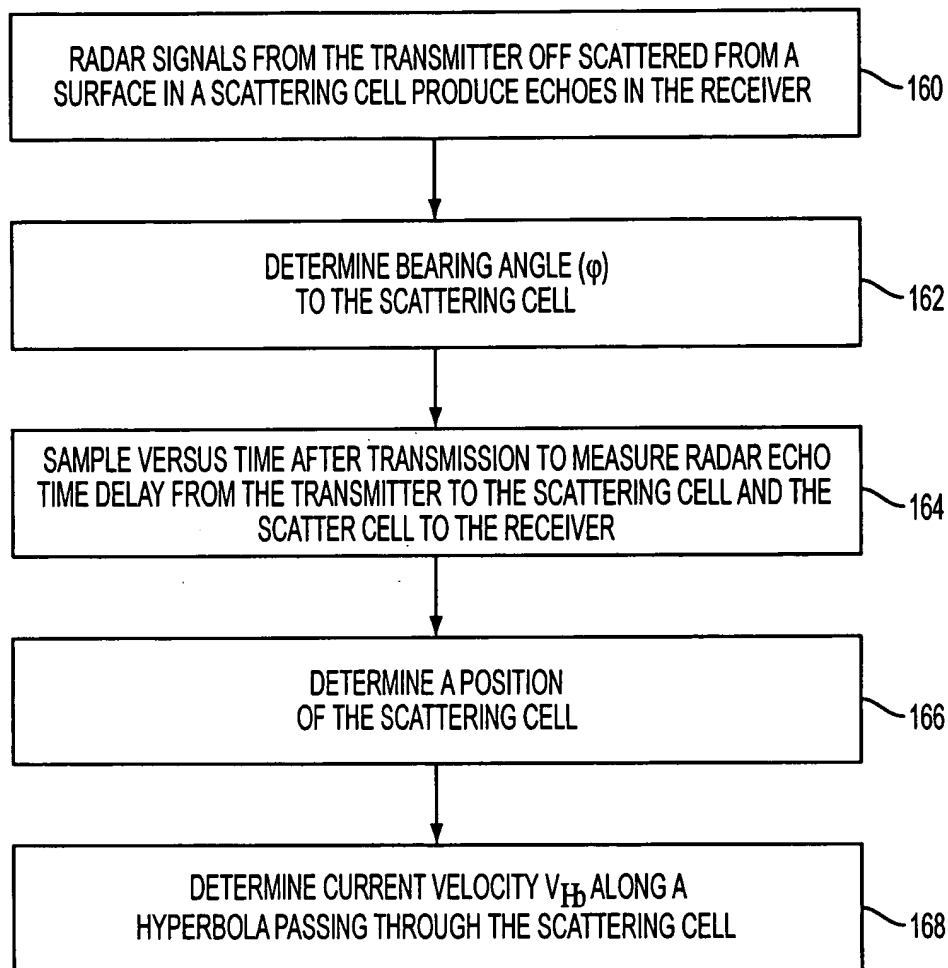 RADAR SIGNALS FROM THE TRANSMITTER OFF SCATTERED FROM A
SURFACE IN A SCATTERING CELL PRODUCE ECHOES IN THE RECEIVER
160
DETERMINE BEARING ANGLE (φ)
TO THE SCATTERING CELL
162
SAMPLE VERSUS TIME AFTER TRANSMISSION TO MEASURE RADAR ECHO
TIME DELAY FROM THE TRANSMITTER TO THE SCATTERING CELL AND THE
SCATTER CELL TO THE RECEIVER
164
DETERMINE A POSITION
OF THE SCATTERING CELL
166
DETERMINE CURRENT VELOCITY VHb ALONG A
HYPERBOLA PASSING THROUGH THE SCATTERING CELL
168